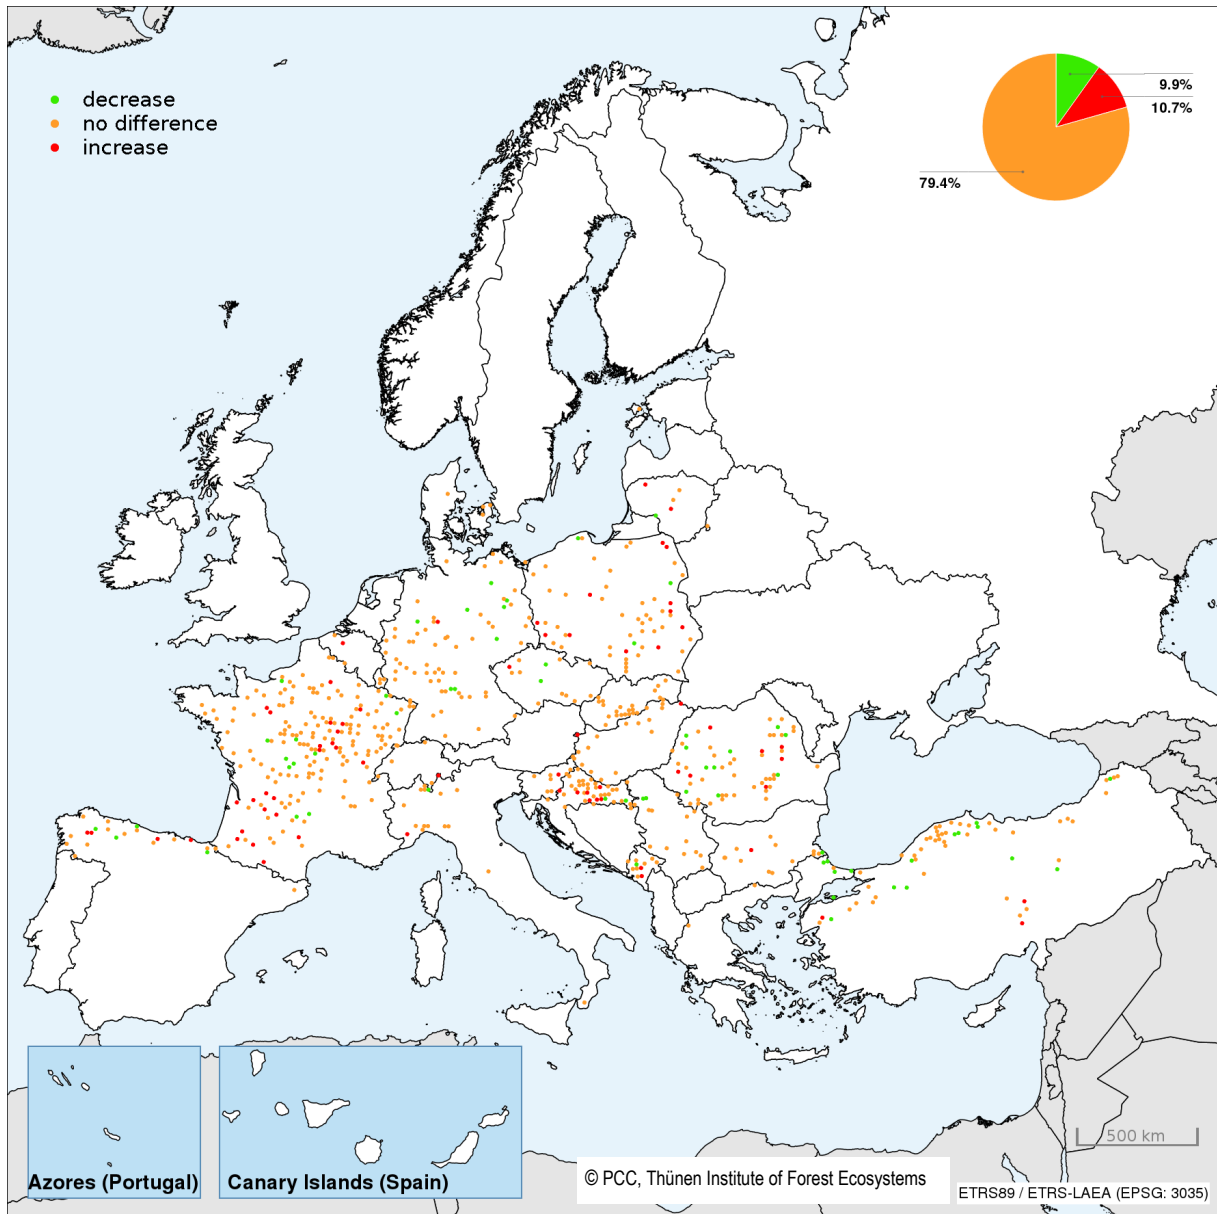 decrease
no difference
increase
9.9%
10.7%
79.4%
500 km
Azores (Portugal)
Canary Islands (Spain)
© PCC, Thünen Institute of Forest Ecosystems
ETRS89 / ETRS-LAEA (EPSG: 3035)